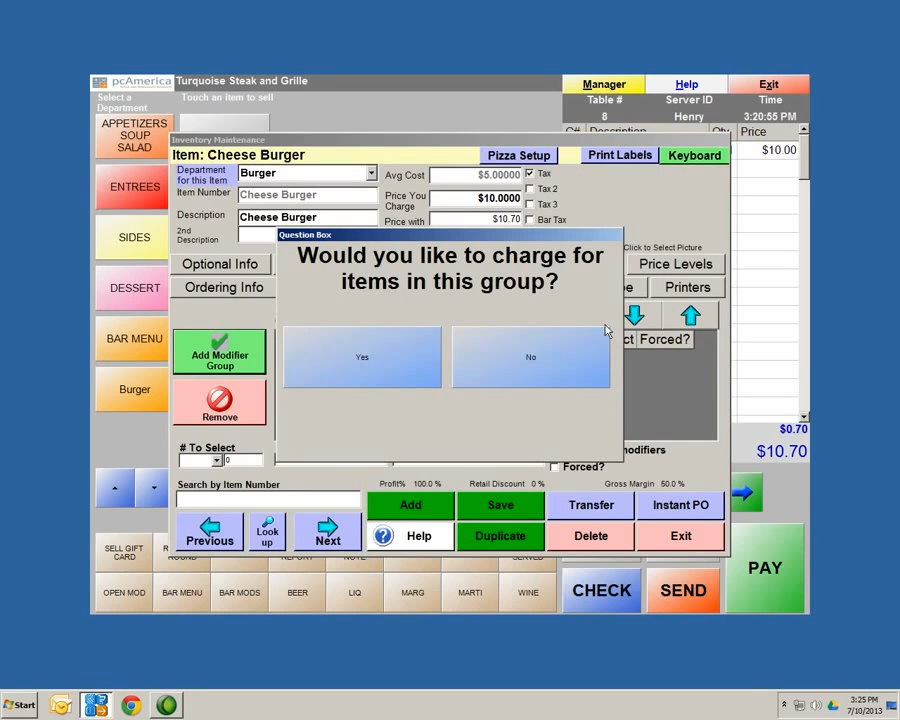 pcAmerica
Turquoise Steak and Grille
Manager
Help
Exit
Select a
Department
Touch an item to sell
Table #
Server ID
Time
8
Henry
3:20:55 PM
Price
$10.00
APPETIZERS
SOUP
SALAD
ENTREES
SIDES
DESSERT
BAR MENU
Burger
Inventory Maintenance
Item: Cheese Burger
Pizza Setup
Print Labels
Keyboard
Department
for this Item
Burger
Avg Cost
$5.00000
Tax
Item Number
Cheese Burger
Price You
Charge
$10.0000
Tax 2
Tax 3
Description
Cheese Burger
Price with
$10.70
Bar Tax
2nd
Description
Click to Select Picture
Optional Info
Price Levels
Ordering Info
Printers
Question Box
Would you like to charge for
items in this group?
Yes
No
Forced?
Add Modifier
Group
Remove
# To Select
0
Forced?
$0.70
$10.70
Search by Item Number
Profit% 100.0 %
Retail Discount 0 %
Gross Margin 50.0 %
Add
Save
Transfer
Instant PO
Previous
Look
up
Next
Help
Duplicate
Delete
Exit
SELL GIFT
CARD
OPEN MOD
BAR MENU
BAR MODS
BEER
LIQ
MARG
MARTI
WINE
CHECK
SEND
PAY
Start
3:25 PM
7/10/2013